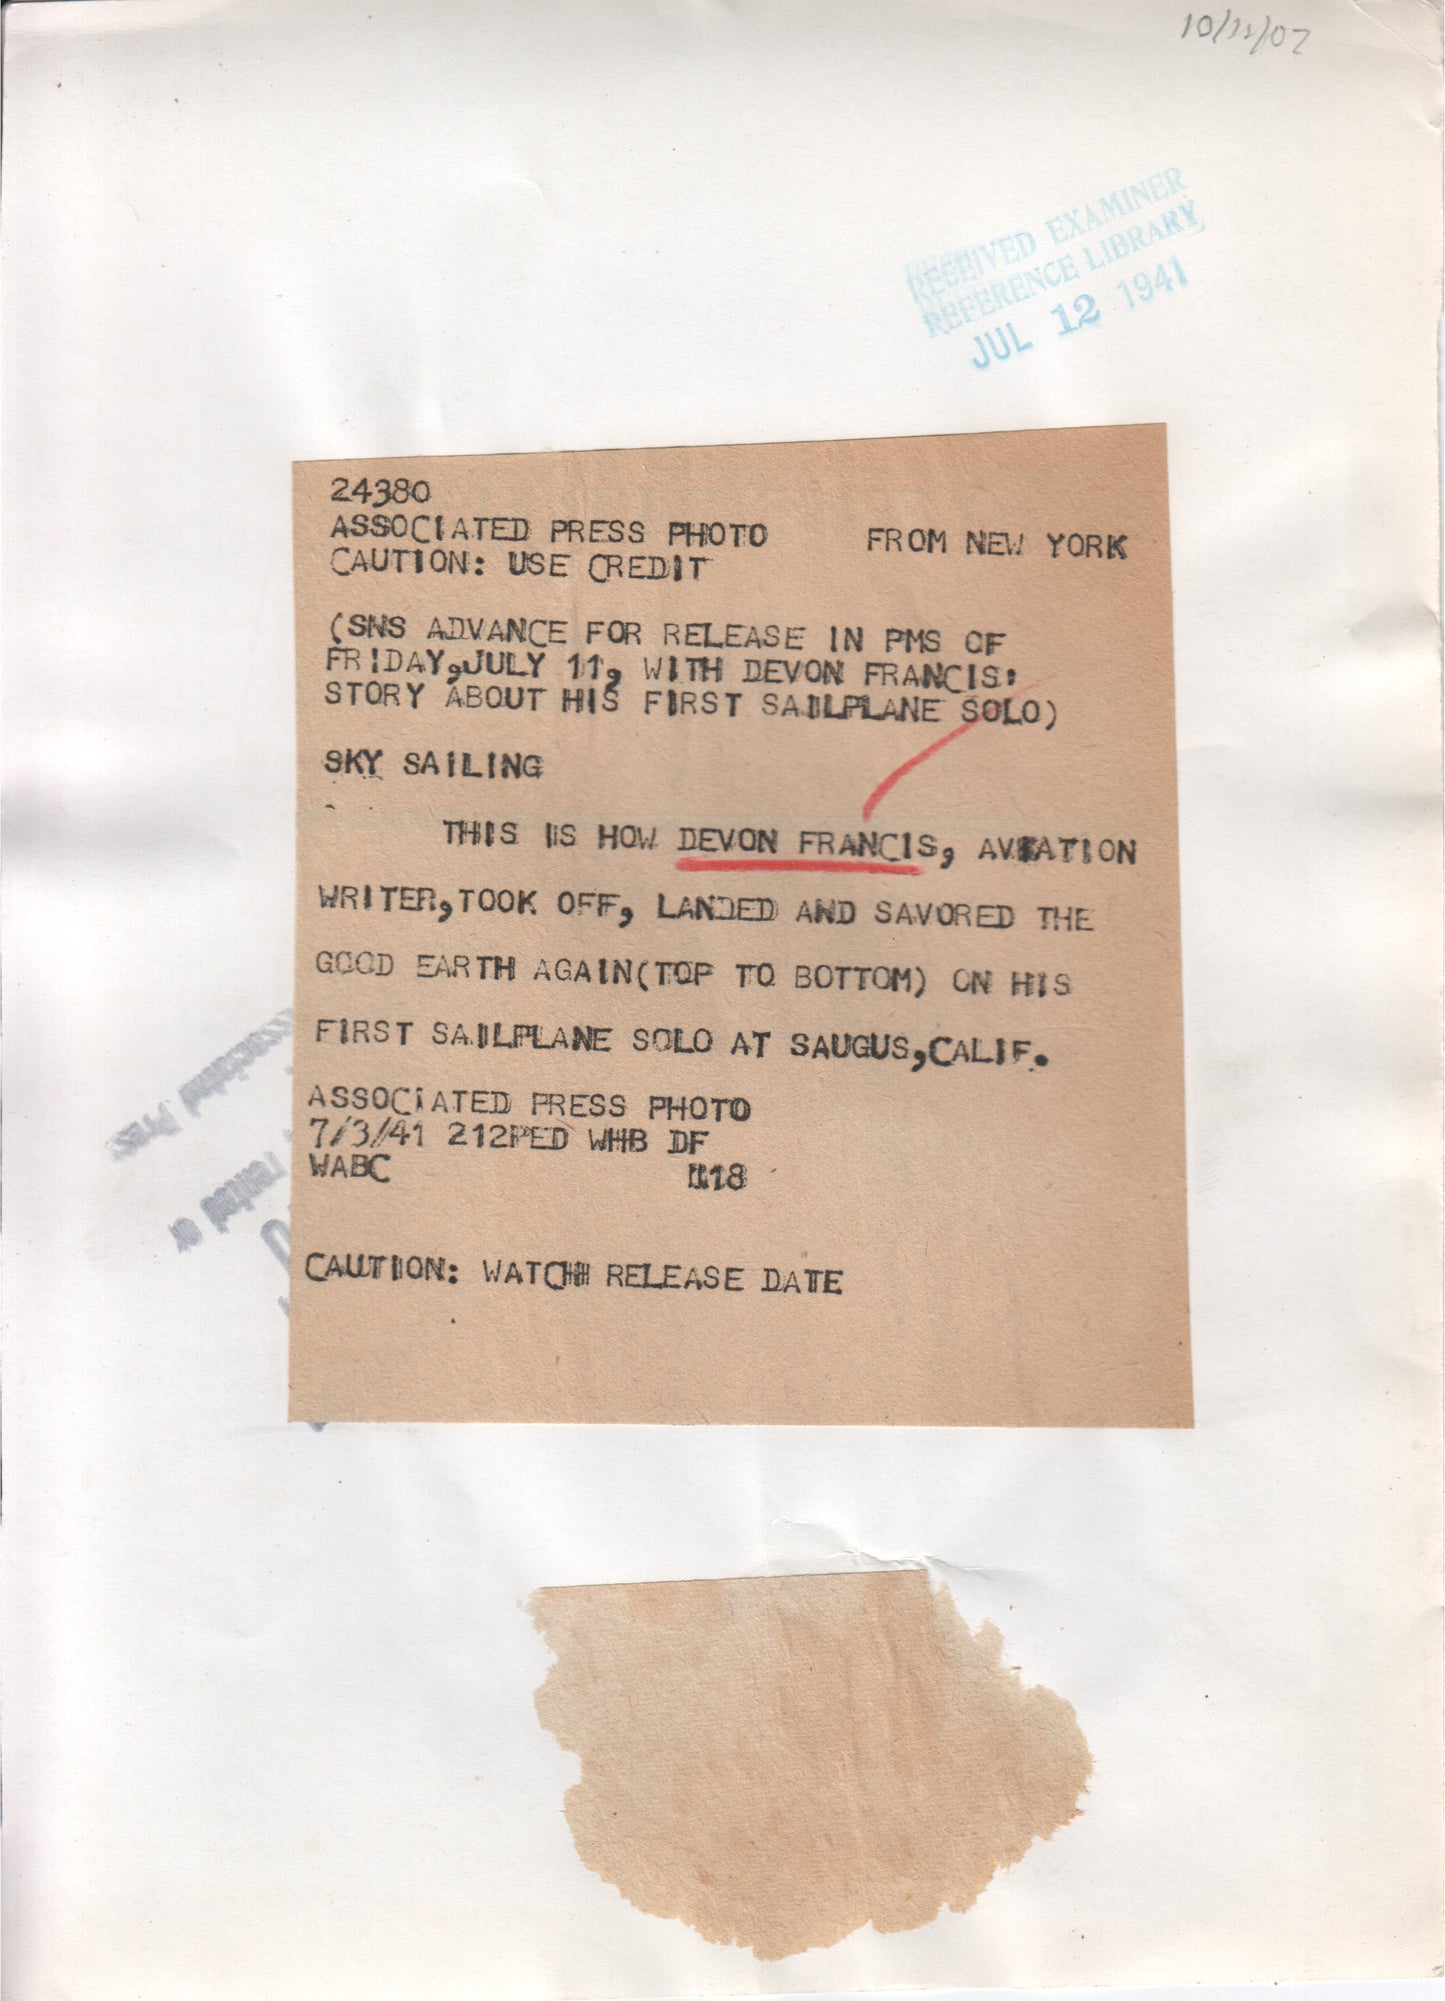 RECEIVED EXAMINER
REFERENCE LIBRARY
JUL 12 1941
24380
ASSOCIATED PRESS PHOTO FROM NEW YORK
CAUTION: USE CREDIT
(SNS ADVANCE FOR RELEASE IN PMS OF
FRIDAY,JULY 11, WITH DEVON FRANCIS'
STORY ABOUT HIS FIRST SAILPLANE SOLO)
SKY SAILING
THIS IS HOW DEVON FRANCIS, AVIATION
WRITER,TOOK OFF, LANDED AND SAVORED THE
GOOD EARTH AGAIN(TOP TO BOTTOM) ON HIS
FIRST SAILPLANE SOLO AT SAUGUS,CALIF.
ASSOCIATED PRESS PHOTO
7/3/41 212PED WHB DF
WABC 118
CAUTION: WATCH RELEASE DATE
Associated Press